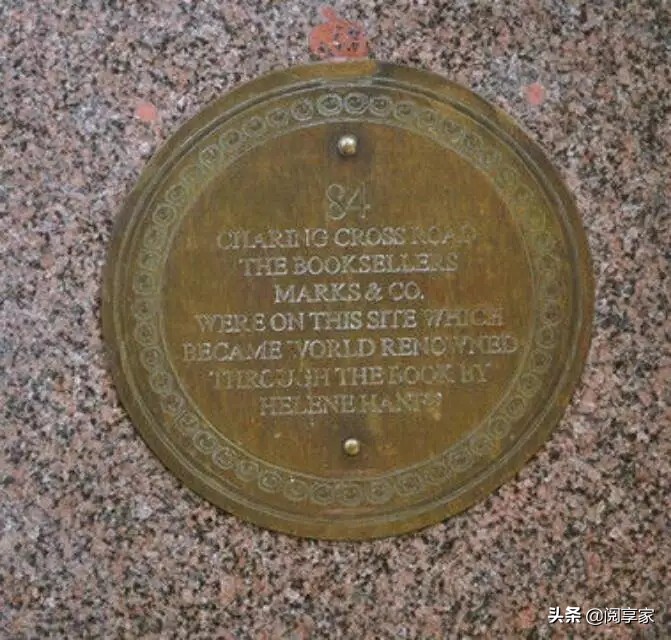 84
CHARING CROSS ROAD
THE BOOKSELLERS
MARKS & CO.
WERE ON THIS SITE WHICH
BECAME WORLD RENOWNED
THROUGH THE BOOK BY
HELENE HANFF
头条 @阅享家